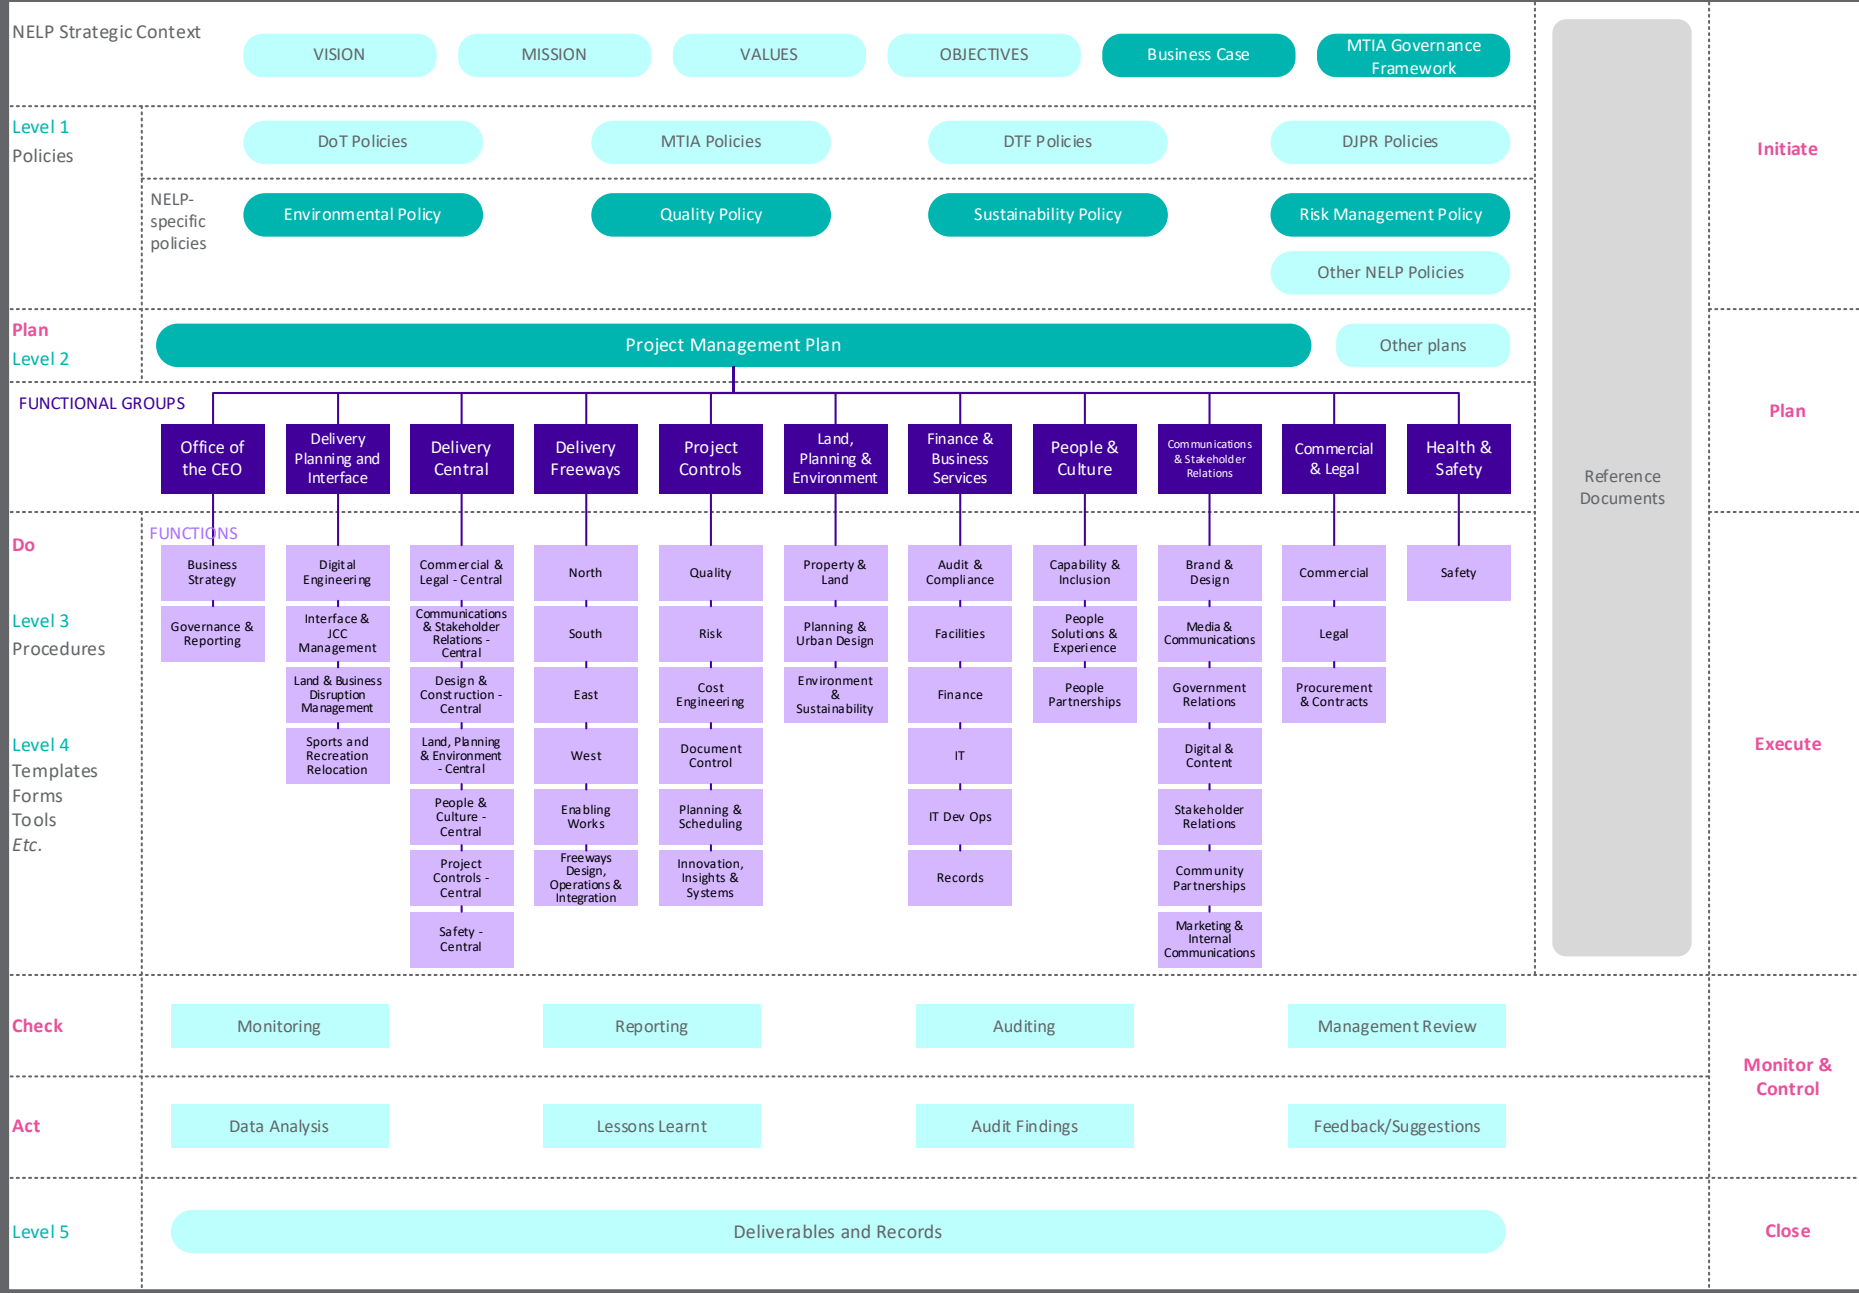 NELP Strategic Context
VISION
MISSION
VALUES
OBJECTIVES
Business Case
MTIA Governance
Framework
Level 1
Policies
DoT Policies
MTIA Policies
DTF Policies
DJPR Policies
Initiate
NELP-
specific
policies
Environmental Policy
Quality Policy
Sustainability Policy
Risk Management Policy
Other NELP Policies
Plan
Level 2
Project Management Plan
Other plans
FUNCTIONAL GROUPS
Plan
Office of
the CEO
Delivery
Planning and
Interface
Delivery
Central
Delivery
Freeways
Project
Controls
Land,
Planning &
Environment
Finance &
Business
Services
People &
Culture
Communications
& Stakeholder
Relations
Commercial
& Legal
Health &
Safety
Reference
Documents
FUNCTIONS
Do
Level 3
Procedures
Level 4
Templates
Forms
Tools
Etc.
Business
Strategy
Governance &
Reporting
Digital
Engineering
Interface &
JCC
Management
Land & Business
Disruption
Management
Sports and
Recreation
Relocation
Commercial &
Legal - Central
Communications
& Stakeholder
Relations -
Central
Design &
Construction -
Central
Land, Planning
& Environment
- Central
People &
Culture -
Central
Project
Controls -
Central
Safety -
Central
North
South
East
West
Enabling
Works
Freeways
Design,
Operations &
Integration
Quality
Risk
Cost
Engineering
Document
Control
Planning &
Scheduling
Innovation,
Insights &
Systems
Property &
Land
Planning &
Urban Design
Environment
&
Sustainability
Audit &
Compliance
Facilities
Finance
IT
IT Dev Ops
Records
Capability &
Inclusion
People
Solutions &
Experience
People
Partnerships
Brand &
Design
Media &
Communications
Government
Relations
Digital &
Content
Stakeholder
Relations
Community
Partnerships
Marketing &
Internal
Communications
Commercial
Legal
Procurement
& Contracts
Safety
Execute
Check
Monitoring
Reporting
Auditing
Management Review
Monitor &
Control
Act
Data Analysis
Lessons Learnt
Audit Findings
Feedback/Suggestions
Level 5
Deliverables and Records
Close